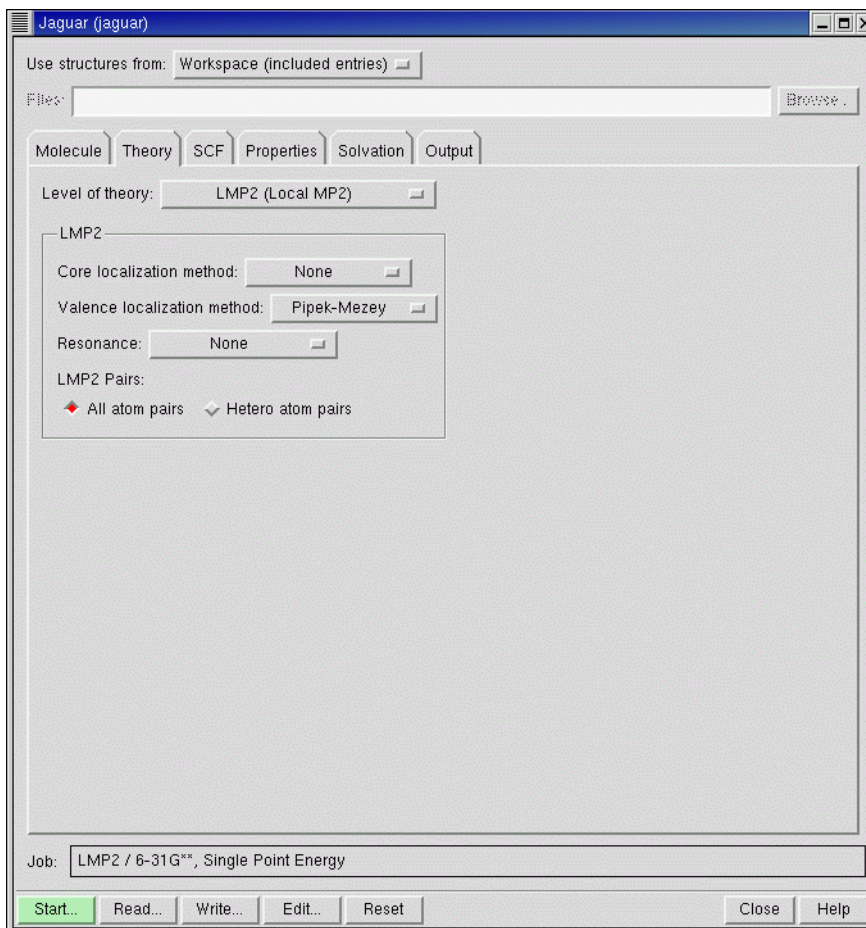 Jaguar (jaguar)
Use structures from: Workspace (included entries)
Files: Browse...
Molecule Theory SCF Properties Solvation Output
Level of theory: LMP2 (Local MP2)
LMP2
Core localization method: None
Valence localization method: Pipek-Mezey
Resonance: None
LMP2 Pairs:
All atom pairs Hetero atom pairs
Job: LMP2 / 6-31G**, Single Point Energy
Start... Read... Write... Edit... Reset Close Help